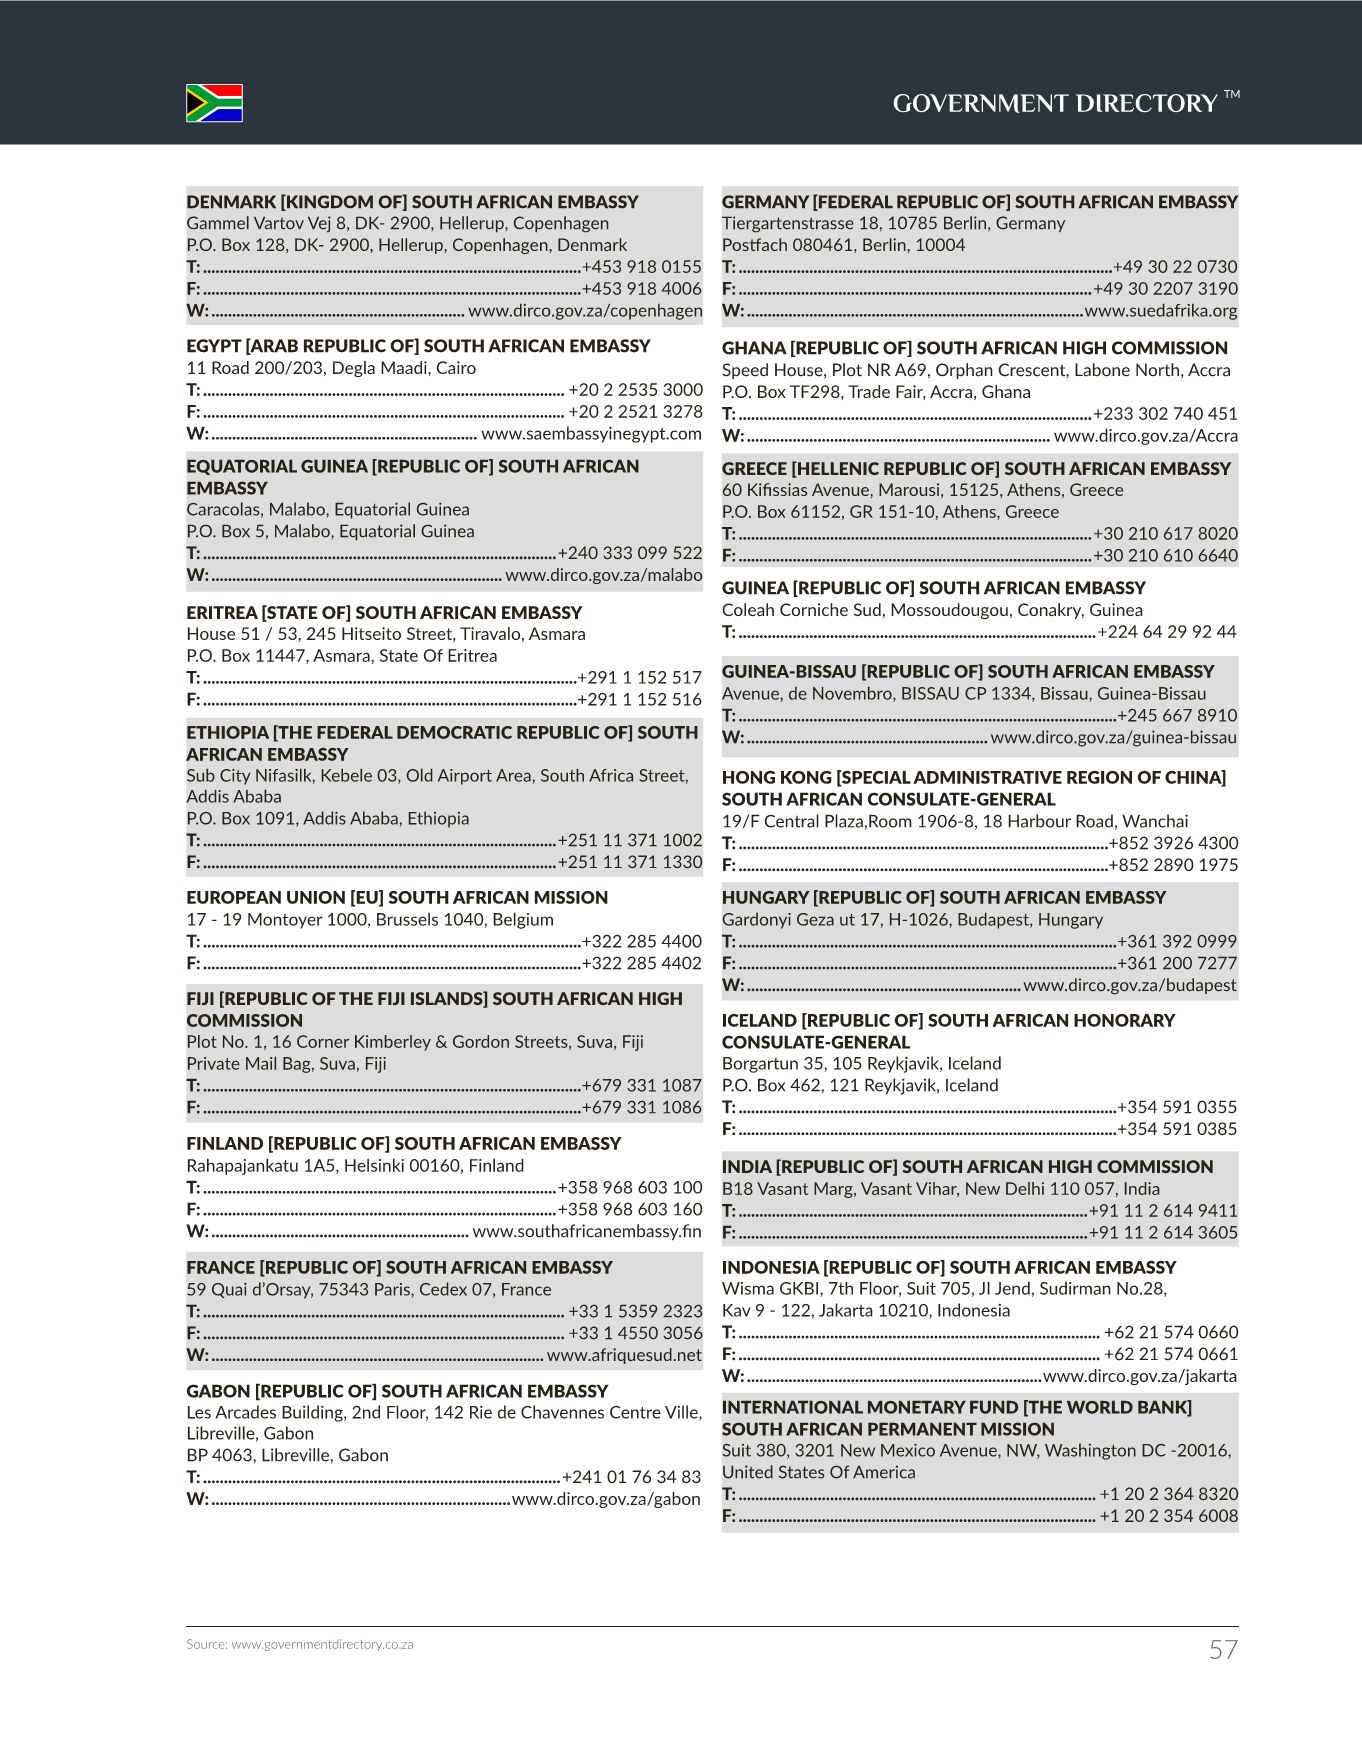 GOVERNMENT DIRECTORY ™
DENMARK [KINGDOM OF] SOUTH AFRICAN EMBASSY
Gammel Vartov Vej 8, DK- 2900, Hellerup, Copenhagen
P.O. Box 128, DK- 2900, Hellerup, Copenhagen, Denmark
T: ..........+453 918 0155
F: ..........+453 918 4006
W: .......... www.dirco.gov.za/copenhagen
EGYPT [ARAB REPUBLIC OF] SOUTH AFRICAN EMBASSY
11 Road 200/203, Degla Maadi, Cairo
T: .......... +20 2 2535 3000
F: .......... +20 2 2521 3278
W: .......... www.saembassyinegypt.com
EQUATORIAL GUINEA [REPUBLIC OF] SOUTH AFRICAN
EMBASSY
Caracolas, Malabo, Equatorial Guinea
P.O. Box 5, Malabo, Equatorial Guinea
T: ..........+240 333 099 522
W: .......... www.dirco.gov.za/malabo
ERITREA [STATE OF] SOUTH AFRICAN EMBASSY
House 51 / 53, 245 Hitseito Street, Tiravalo, Asmara
P.O. Box 11447, Asmara, State Of Eritrea
T: ..........+291 1 152 517
F: ..........+291 1 152 516
ETHIOPIA [THE FEDERAL DEMOCRATIC REPUBLIC OF] SOUTH
AFRICAN EMBASSY
Sub City Nifasilk, Kebele 03, Old Airport Area, South Africa Street,
Addis Ababa
P.O. Box 1091, Addis Ababa, Ethiopia
T: ..........+251 11 371 1002
F: ..........+251 11 371 1330
EUROPEAN UNION [EU] SOUTH AFRICAN MISSION
17 - 19 Montoyer 1000, Brussels 1040, Belgium
T: ..........+322 285 4400
F: ..........+322 285 4402
FIJI [REPUBLIC OF THE FIJI ISLANDS] SOUTH AFRICAN HIGH
COMMISSION
Plot No. 1, 16 Corner Kimberley & Gordon Streets, Suva, Fiji
Private Mail Bag, Suva, Fiji
T: ..........+679 331 1087
F: ..........+679 331 1086
FINLAND [REPUBLIC OF] SOUTH AFRICAN EMBASSY
Rahapajankatu 1A5, Helsinki 00160, Finland
T: ..........+358 968 603 100
F: ..........+358 968 603 160
W: .......... www.southafricanembassy.fin
FRANCE [REPUBLIC OF] SOUTH AFRICAN EMBASSY
59 Quai d’Orsay, 75343 Paris, Cedex 07, France
T: .......... +33 1 5359 2323
F: .......... +33 1 4550 3056
W: .......... www.afriquesud.net
GABON [REPUBLIC OF] SOUTH AFRICAN EMBASSY
Les Arcades Building, 2nd Floor, 142 Rie de Chavennes Centre Ville,
Libreville, Gabon
BP 4063, Libreville, Gabon
T: ..........+241 01 76 34 83
W: ..........www.dirco.gov.za/gabon
GERMANY [FEDERAL REPUBLIC OF] SOUTH AFRICAN EMBASSY
Tiergartenstrasse 18, 10785 Berlin, Germany
Postfach 080461, Berlin, 10004
T: ..........+49 30 22 0730
F: ..........+49 30 2207 3190
W: ..........www.suedafrika.org
GHANA [REPUBLIC OF] SOUTH AFRICAN HIGH COMMISSION
Speed House, Plot NR A69, Orphan Crescent, Labone North, Accra
P.O. Box TF298, Trade Fair, Accra, Ghana
T: ..........+233 302 740 451
W: .......... www.dirco.gov.za/Accra
GREECE [HELLENIC REPUBLIC OF] SOUTH AFRICAN EMBASSY
60 Kifissias Avenue, Marousi, 15125, Athens, Greece
P.O. Box 61152, GR 151-10, Athens, Greece
T: ..........+30 210 617 8020
F: ..........+30 210 610 6640
GUINEA [REPUBLIC OF] SOUTH AFRICAN EMBASSY
Coleah Corniche Sud, Mossoudougou, Conakry, Guinea
T: ..........+224 64 29 92 44
GUINEA-BISSAU [REPUBLIC OF] SOUTH AFRICAN EMBASSY
Avenue, de Novembro, BISSAU CP 1334, Bissau, Guinea-Bissau
T: ..........+245 667 8910
W: ..........www.dirco.gov.za/guinea-bissau
HONG KONG [SPECIAL ADMINISTRATIVE REGION OF CHINA]
SOUTH AFRICAN CONSULATE-GENERAL
19/F Central Plaza,Room 1906-8, 18 Harbour Road, Wanchai
T: ..........+852 3926 4300
F: ..........+852 2890 1975
HUNGARY [REPUBLIC OF] SOUTH AFRICAN EMBASSY
Gardonyi Geza ut 17, H-1026, Budapest, Hungary
T: ..........+361 392 0999
F: ..........+361 200 7277
W: ..........www.dirco.gov.za/budapest
ICELAND [REPUBLIC OF] SOUTH AFRICAN HONORARY
CONSULATE-GENERAL
Borgartun 35, 105 Reykjavik, Iceland
P.O. Box 462, 121 Reykjavik, Iceland
T: ..........+354 591 0355
F: ..........+354 591 0385
INDIA [REPUBLIC OF] SOUTH AFRICAN HIGH COMMISSION
B18 Vasant Marg, Vasant Vihar, New Delhi 110 057, India
T: ..........+91 11 2 614 9411
F: ..........+91 11 2 614 3605
INDONESIA [REPUBLIC OF] SOUTH AFRICAN EMBASSY
Wisma GKBI, 7th Floor, Suit 705, JI Jend, Sudirman No.28,
Kav 9 - 122, Jakarta 10210, Indonesia
T: .......... +62 21 574 0660
F: .......... +62 21 574 0661
W: ..........www.dirco.gov.za/jakarta
INTERNATIONAL MONETARY FUND [THE WORLD BANK]
SOUTH AFRICAN PERMANENT MISSION
Suit 380, 3201 New Mexico Avenue, NW, Washington DC -20016,
United States Of America
T: .......... +1 20 2 364 8320
F: .......... +1 20 2 354 6008
Source: www.governmentdirectory.co.za
57